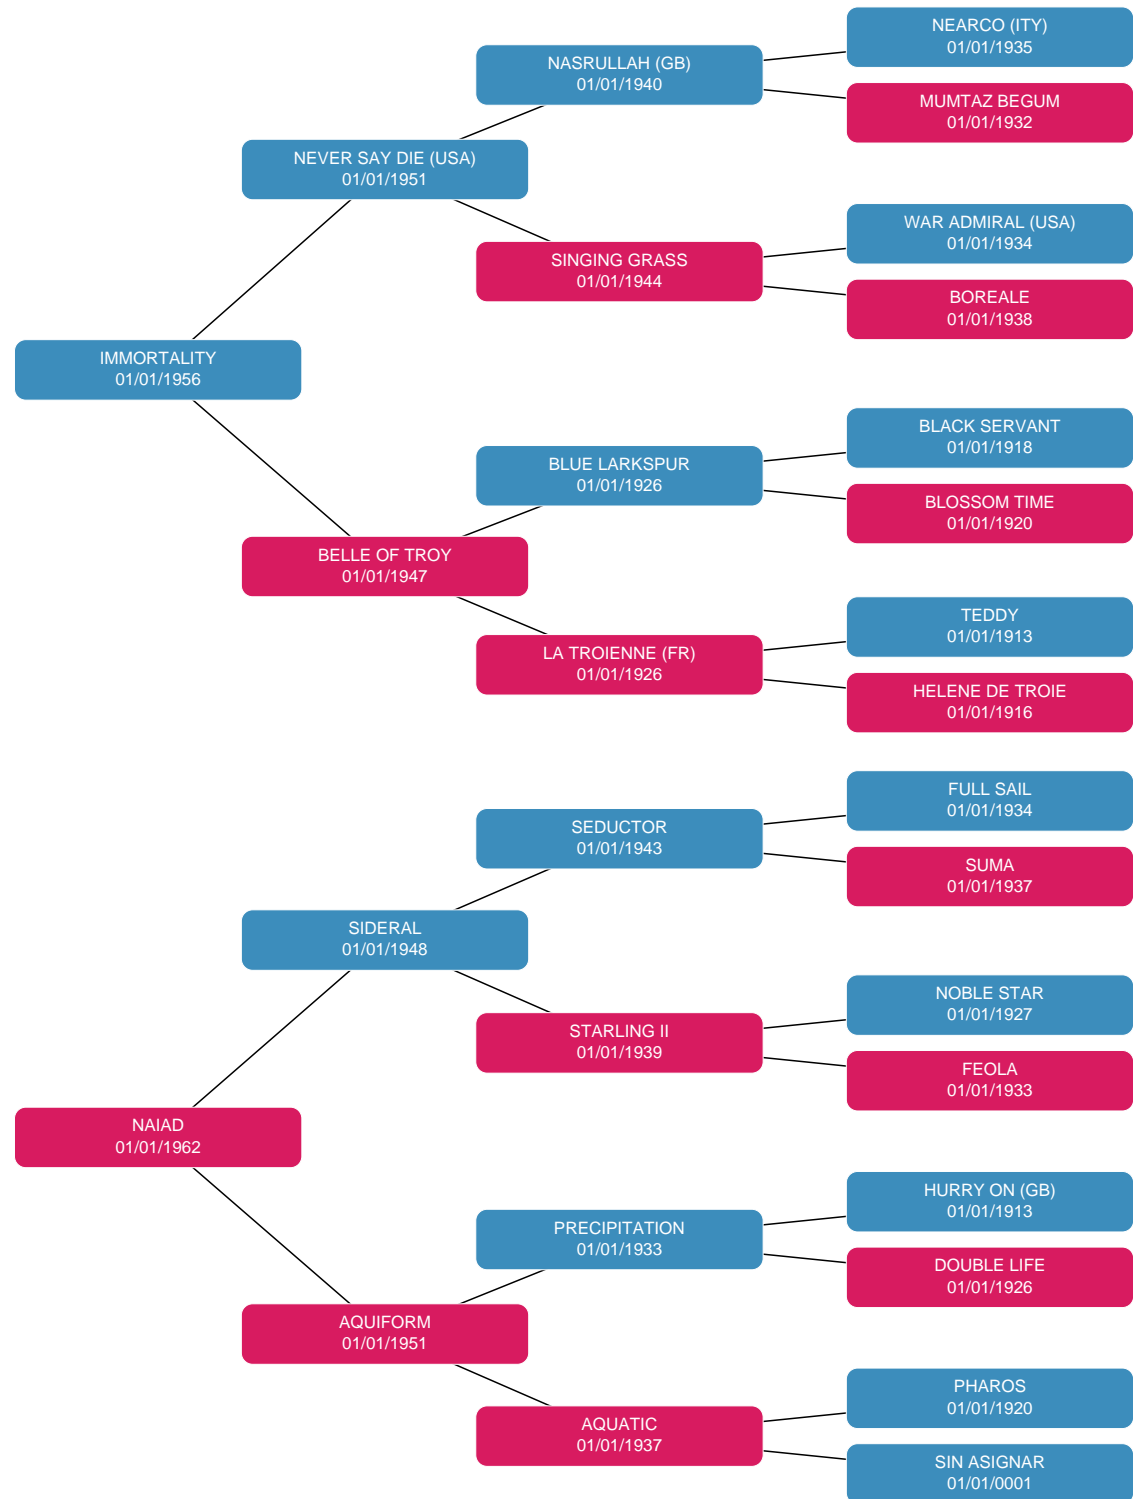 NEARCO (ITY)
01/01/1935
NASRULLAH (GB)
01/01/1940
MUMTAZ BEGUM
01/01/1932
NEVER SAY DIE (USA)
01/01/1951
WAR ADMIRAL (USA)
01/01/1934
SINGING GRASS
01/01/1944
BOREALE
01/01/1938
IMMORTALITY
01/01/1956
BLACK SERVANT
01/01/1918
BLUE LARKSPUR
01/01/1926
BLOSSOM TIME
01/01/1920
BELLE OF TROY
01/01/1947
TEDDY
01/01/1913
LA TROIENNE (FR)
01/01/1926
HELENE DE TROIE
01/01/1916
FULL SAIL
01/01/1934
SEDUCTOR
01/01/1943
SUMA
01/01/1937
SIDERAL
01/01/1948
NOBLE STAR
01/01/1927
STARLING II
01/01/1939
FEOLA
01/01/1933
NAIAD
01/01/1962
HURRY ON (GB)
01/01/1913
PRECIPITATION
01/01/1933
DOUBLE LIFE
01/01/1926
AQUIFORM
01/01/1951
PHAROS
01/01/1920
AQUATIC
01/01/1937
SIN ASIGNAR
01/01/0001